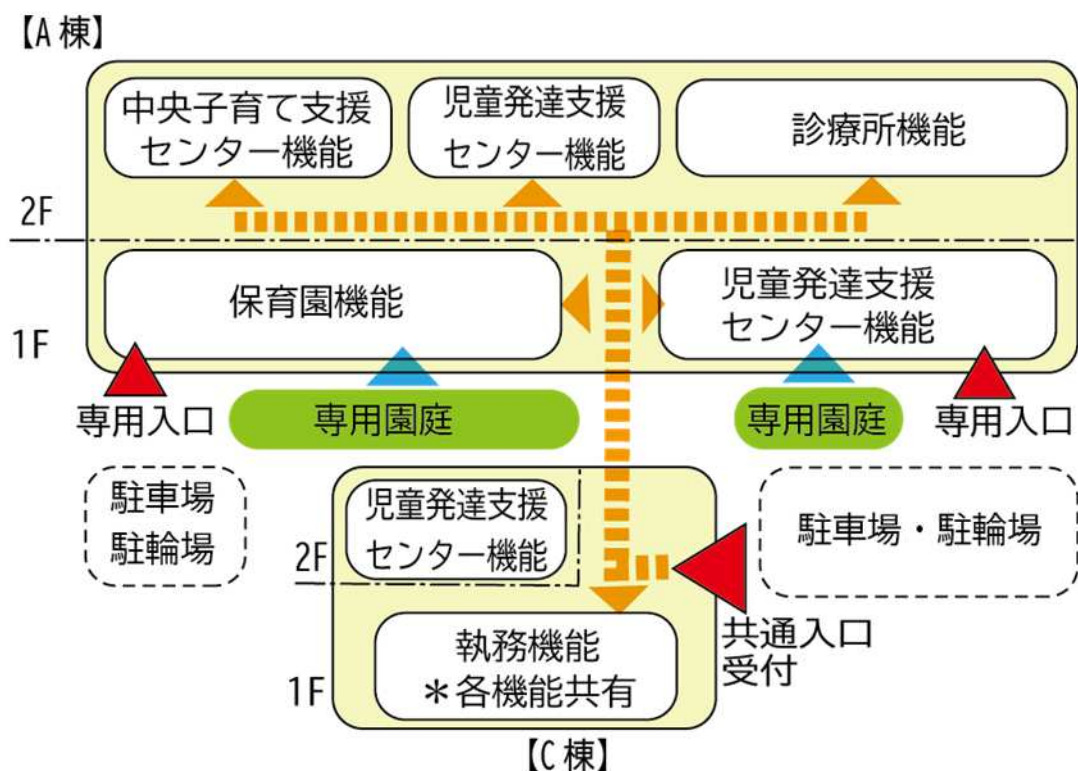 【A棟】
中央子育て支援
センター機能
児童発達支援
センター機能
診療所機能
2F
保育園機能
児童発達支援
センター機能
1F
専用入口
専用園庭
専用園庭
専用入口
駐車場
駐輪場
児童発達支援
センター機能
2F
駐車場・駐輪場
共通入口
受付
執務機能
＊各機能共有
1F
【C棟】